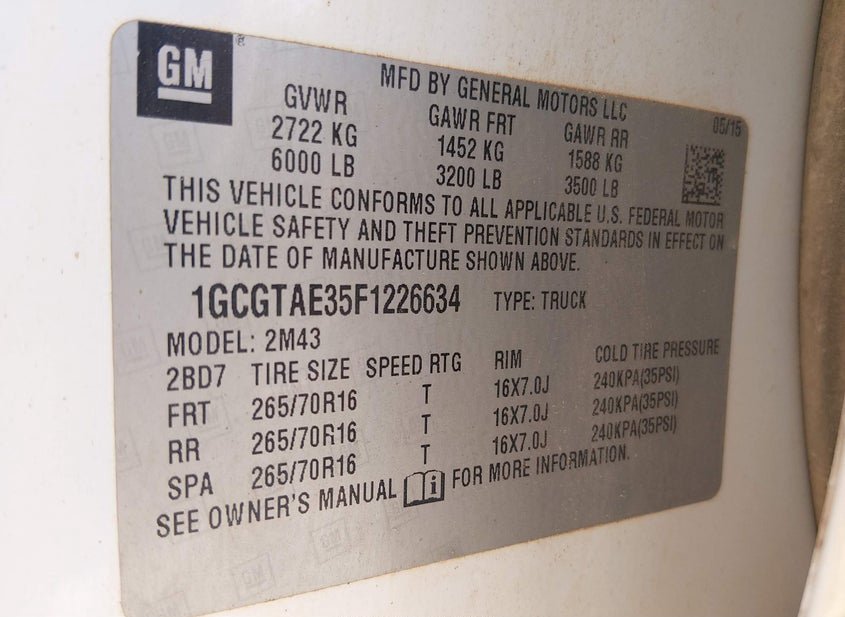 GM
MFD BY GENERAL MOTORS LLC
05/15
GVWR GAWR FRT GAWR RR
2722 KG 1452 KG 1588 KG
6000 LB 3200 LB 3500 LB
THIS VEHICLE CONFORMS TO ALL APPLICABLE U.S. FEDERAL MOTOR
VEHICLE SAFETY AND THEFT PREVENTION STANDARDS IN EFFECT ON
THE DATE OF MANUFACTURE SHOWN ABOVE.
1GCGTAE35F1226634 TYPE: TRUCK
MODEL: 2M43
2BD7 TIRE SIZE SPEED RTG RIM COLD TIRE PRESSURE
FRT 265/70R16 T 16X7.0J 240KPA(35PSI)
RR 265/70R16 T 16X7.0J 240KPA(35PSI)
SPA 265/70R16 T 16X7.0J 240KPA(35PSI)
SEE OWNER'S MANUAL i FOR MORE INFORMATION.
GM
GM